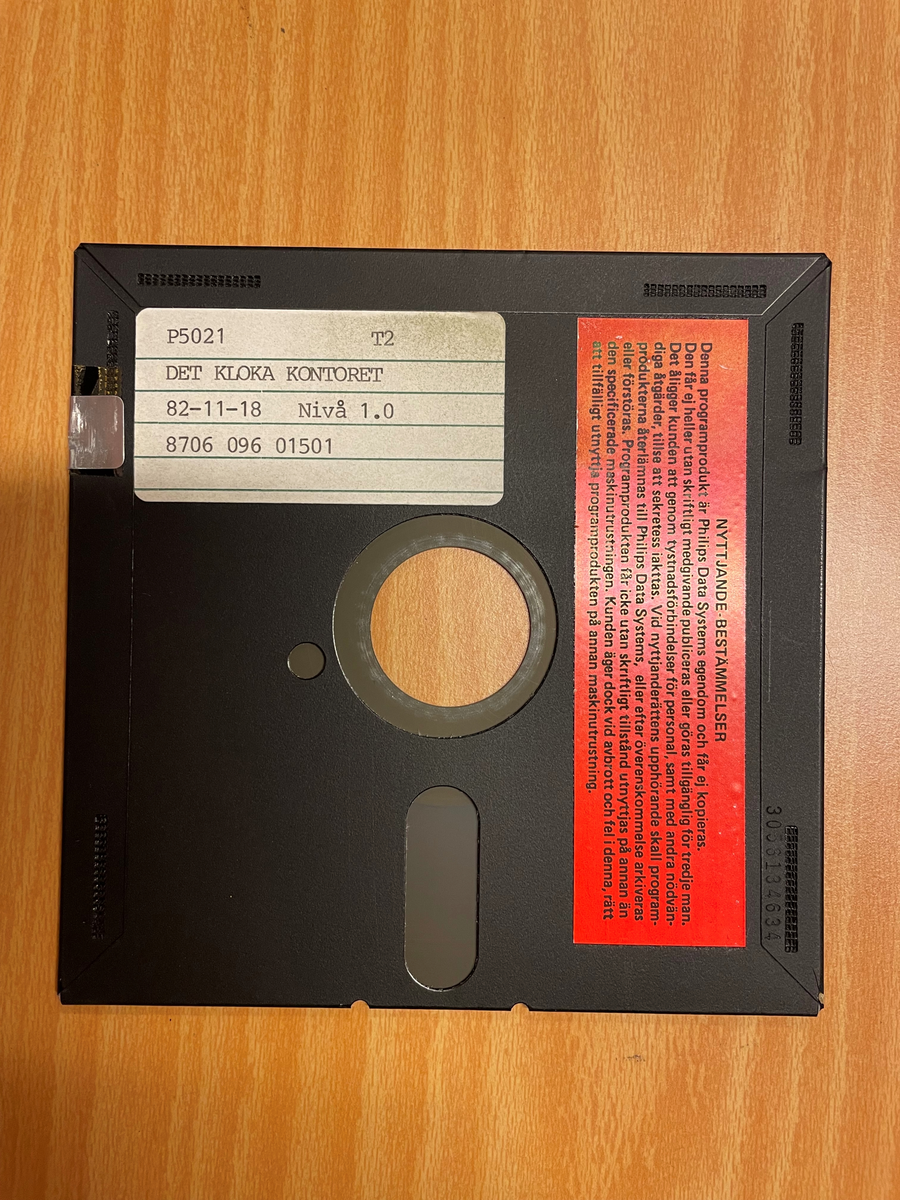 P5021 T2
DET KLOKA KONTORET
82-11-18 Nivå 1.0
8706 096 01501
NYTTJANDE-BESTÄMMELSER
Denna programprodukt är Philips Data Systems egendom och får ej kopieras.
Den får ej heller utan skriftligt medgivande publiceras eller göras tillgänglig för tredje man.
Det åligger kunden att genom tystnadsförbindelser för personal, samt med andra nödvän-
diga åtgärder, tillse att sekretess iakttas. Vid nyttjanderättens upphörande skall program-
produkterna återlämnas till Philips Data Systems, eller efter överenskommelse arkiveras
eller förstöras. Programprodukten får icke utan skriftligt tillstånd utnyttjas på annan än
den specificerade maskinutrustningen. Kunden äger dock vid avbrott och fel i denna, rätt
att tillfälligt utnyttja programprodukten på annan maskinutrustning.
3056134634